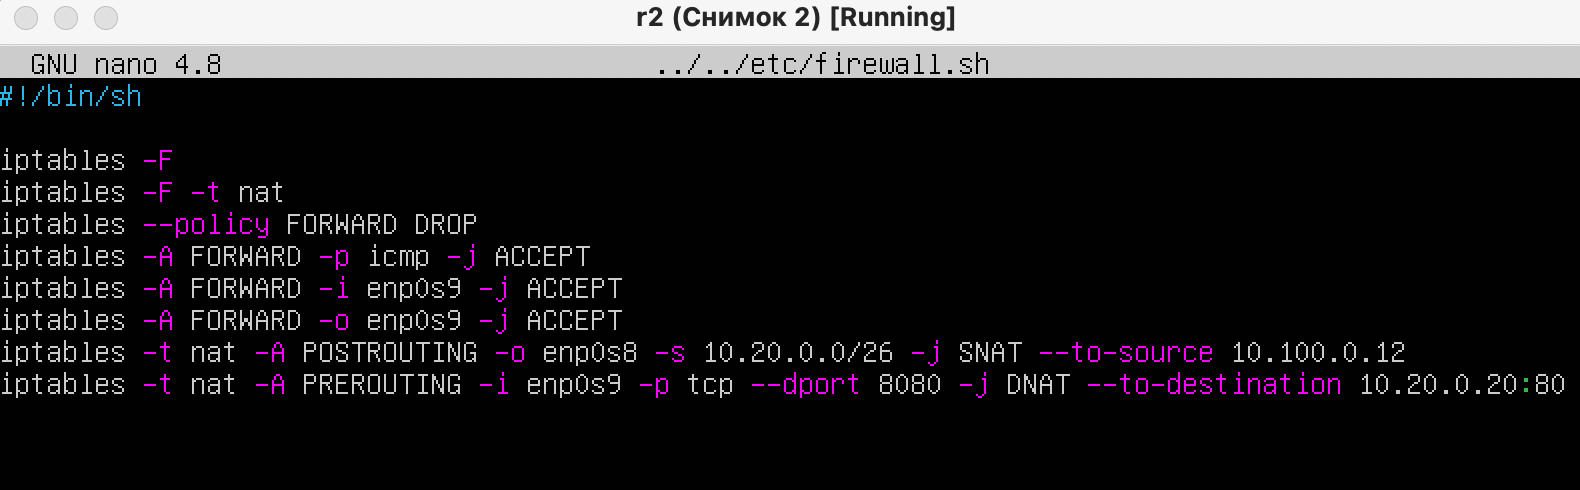 r2 (Снимок 2) [Running]
GNU nano 4.8 ../../etc/firewall.sh
#!/bin/sh
iptables -F
iptables -F -t nat
iptables --policy FORWARD DROP
iptables -A FORWARD -p icmp -j ACCEPT
iptables -A FORWARD -i enp0s9 -j ACCEPT
iptables -A FORWARD -o enp0s9 -j ACCEPT
iptables -t nat -A POSTROUTING -o enp0s8 -s 10.20.0.0/26 -j SNAT --to-source 10.100.0.12
iptables -t nat -A PREROUTING -i enp0s9 -p tcp --dport 8080 -j DNAT --to-destination 10.20.0.20:80